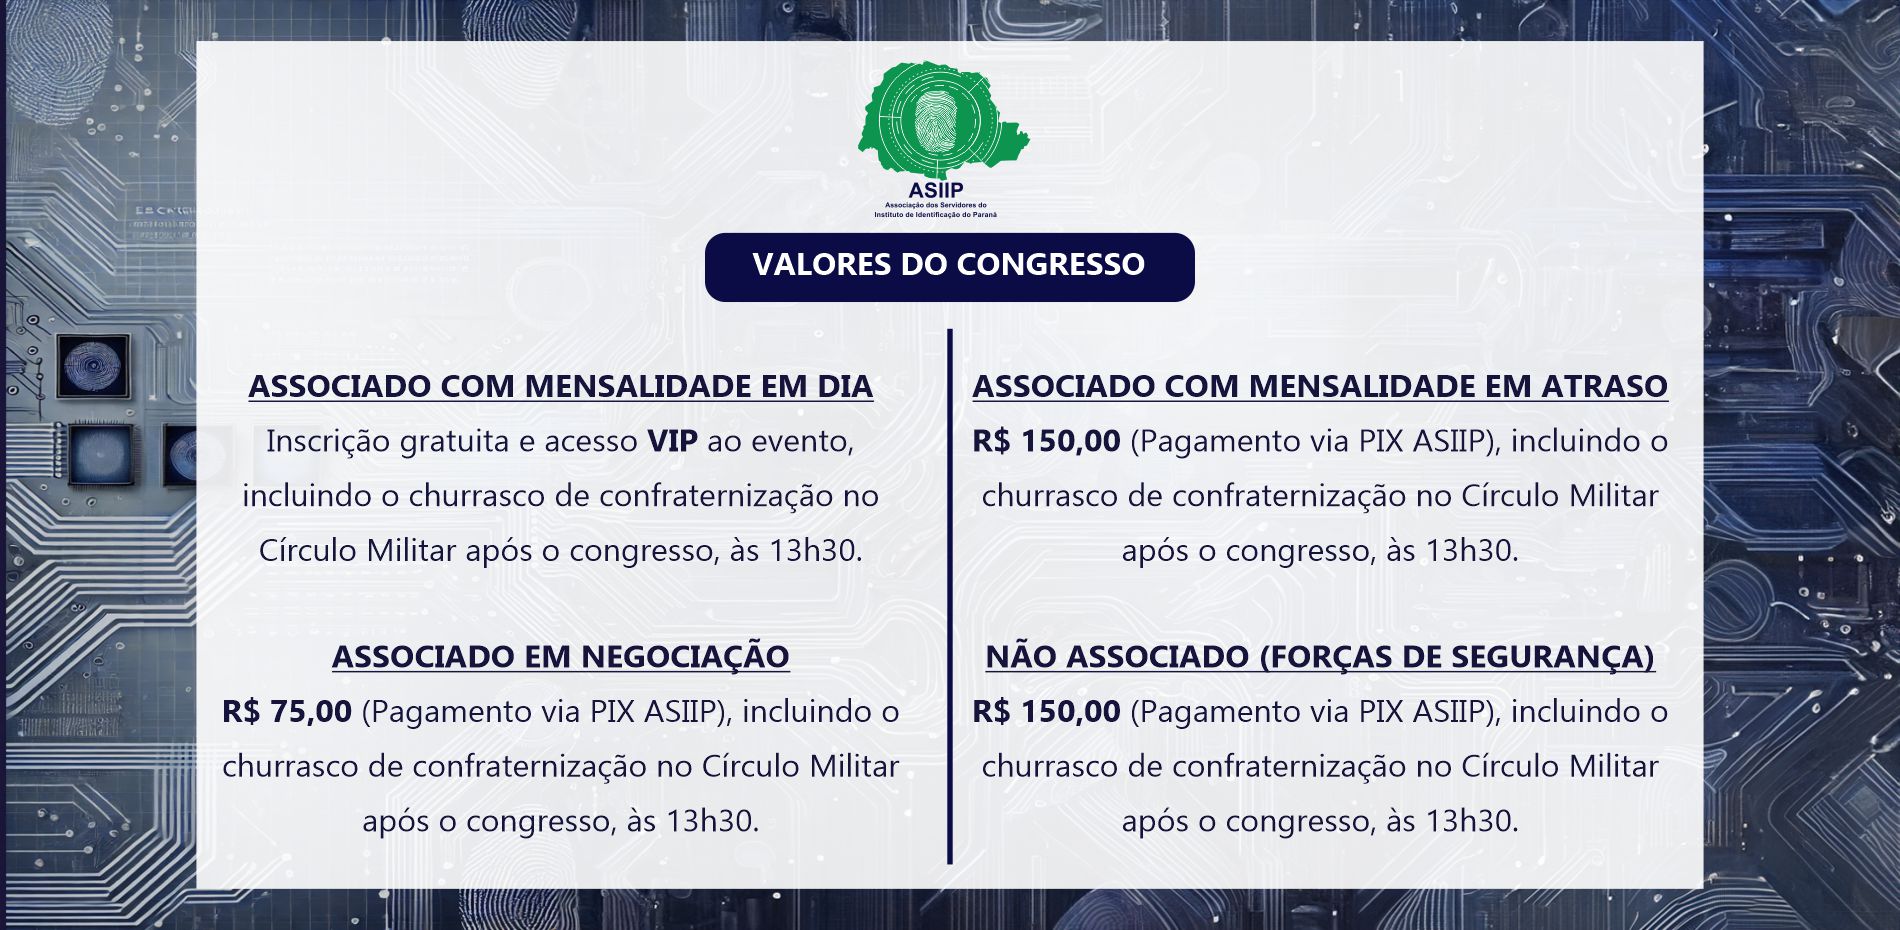 ASIIP
Associação dos Servidores do
Instituto de Identificação do Paraná
VALORES DO CONGRESSO
ASSOCIADO COM MENSALIDADE EM DIA
Inscrição gratuita e acesso VIP ao evento,
incluindo o churrasco de confraternização no
Círculo Militar após o congresso, às 13h30.
ASSOCIADO EM NEGOCIAÇÃO
R$ 75,00 (Pagamento via PIX ASIIP), incluindo o
churrasco de confraternização no Círculo Militar
após o congresso, às 13h30.
ASSOCIADO COM MENSALIDADE EM ATRASO
R$ 150,00 (Pagamento via PIX ASIIP), incluindo o
churrasco de confraternização no Círculo Militar
após o congresso, às 13h30.
NÃO ASSOCIADO (FORÇAS DE SEGURANÇA)
R$ 150,00 (Pagamento via PIX ASIIP), incluindo o
churrasco de confraternização no Círculo Militar
após o congresso, às 13h30.